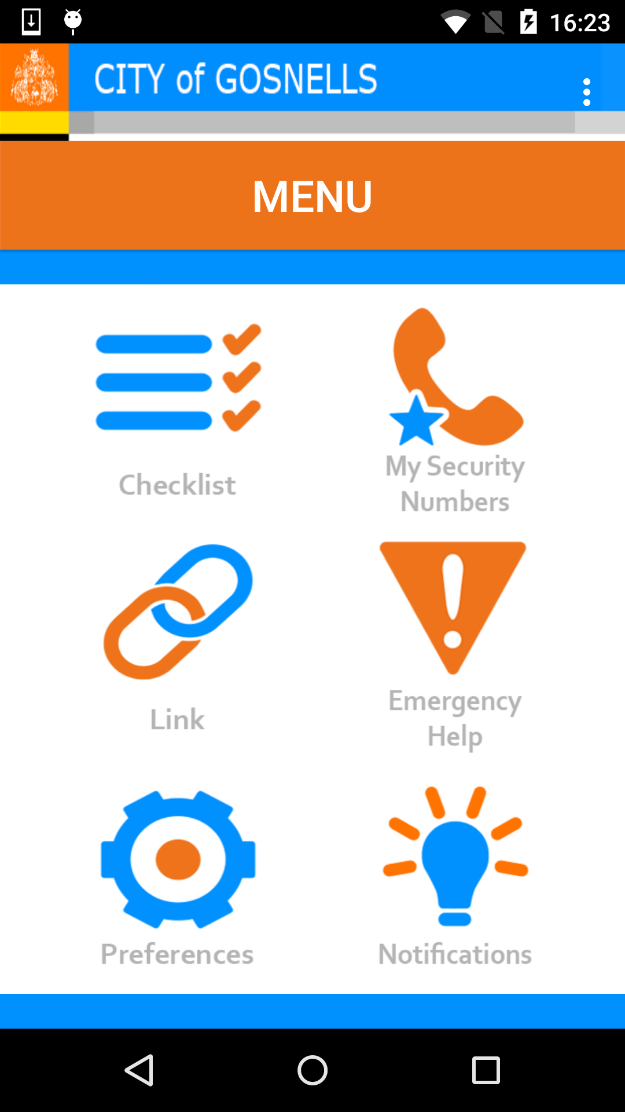 16:23
CITY of GOSNELLS
MENU
Checklist
My Security
Numbers
Link
Emergency
Help
Preferences
Notifications